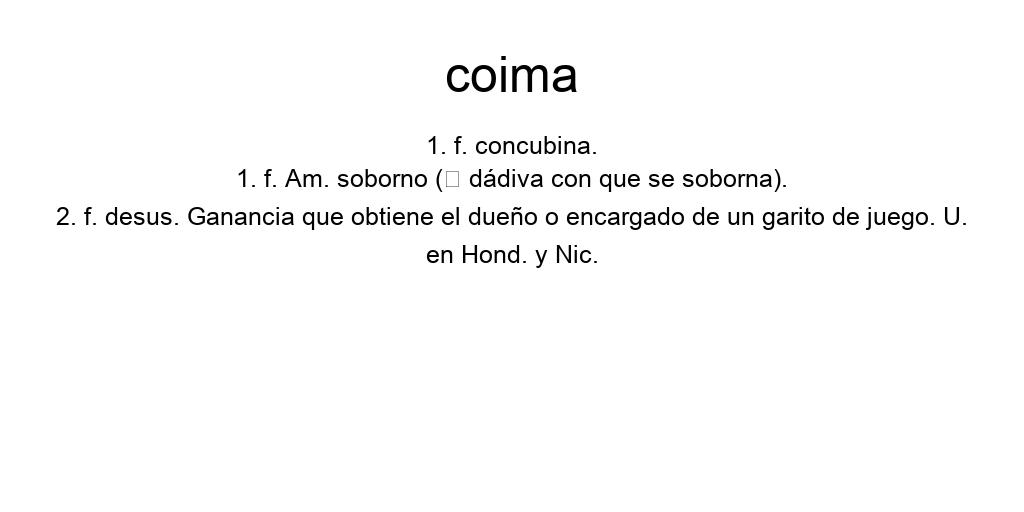 coima
1. f. concubina.
1. f. Am. soborno (▯ dádiva con que se soborna).
2. f. desus. Ganancia que obtiene el dueño o encargado de un garito de juego. U.
en Hond. y Nic.